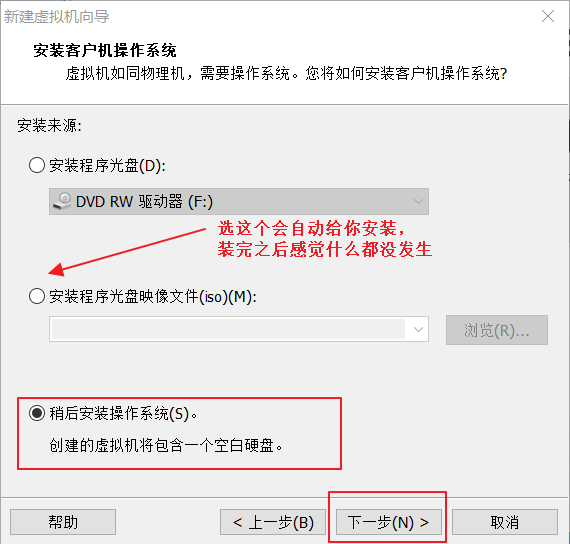 新建虚拟机向导
安装客户机操作系统
虚拟机如同物理机，需要操作系统。您将如何安装客户机操作系统?
安装来源:
安装程序光盘(D):
DVD RW 驱动器 (F:)
选这个会自动给你安装，
装完之后感觉什么都没发生
安装程序光盘映像文件(iso)(M):
浏览(R)...
稍后安装操作系统(S)。
创建的虚拟机将包含一个空白硬盘。
帮助
< 上一步(B)
下一步(N) >
取消